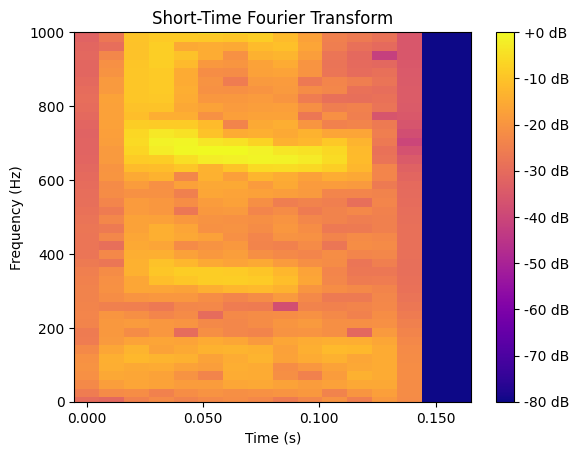 Short-Time Fourier Transform
1000
800
600
400
200
0
Frequency (Hz)
0.000
0.050
0.100
0.150
Time (s)
+0 dB
-10 dB
-20 dB
-30 dB
-40 dB
-50 dB
-60 dB
-70 dB
-80 dB